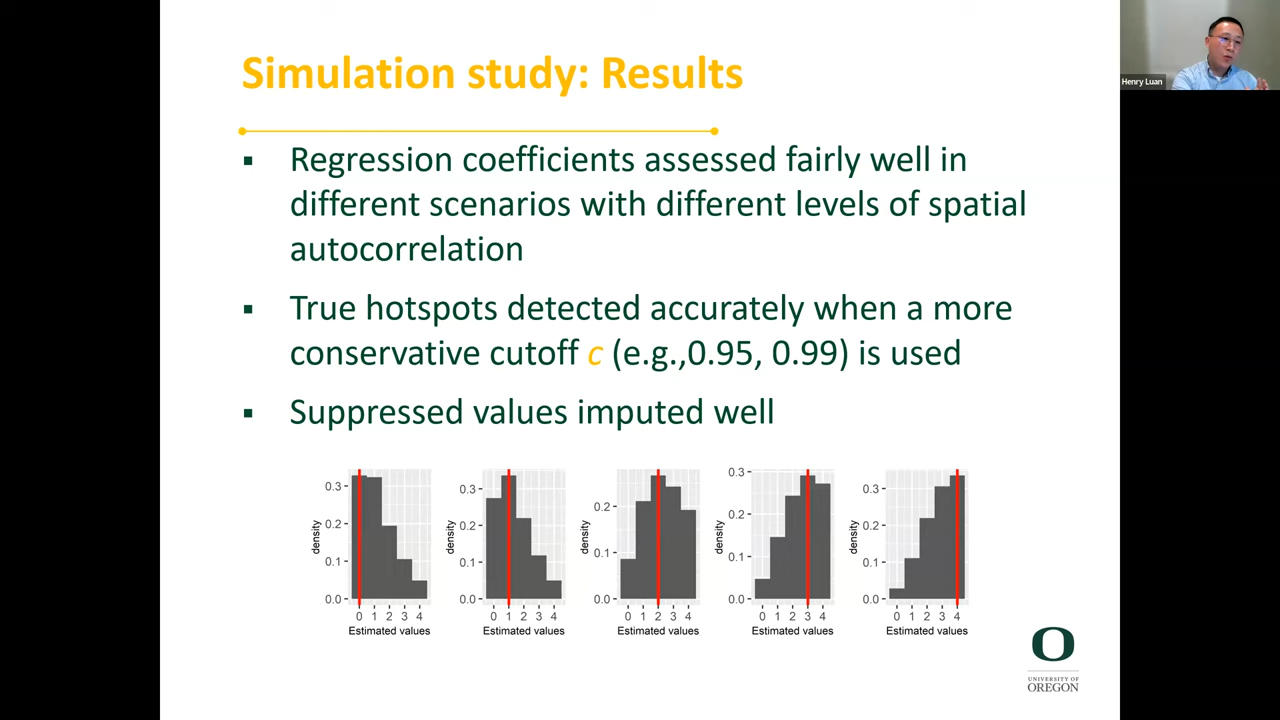 Simulation study: Results
Henry Luan
▪ Regression coefficients assessed fairly well in
different scenarios with different levels of spatial
autocorrelation
▪ True hotspots detected accurately when a more
conservative cutoff c (e.g.,0.95, 0.99) is used
▪ Suppressed values imputed well
density
0.3
0.2
0.1
0.0
0 1 2 3 4
Estimated values
density
0.3
0.2
0.1
0.0
0 1 2 3 4
Estimated values
density
0.2
0.1
0.0
0 1 2 3 4
Estimated values
density
0.3
0.2
0.1
0.0
0 1 2 3 4
Estimated values
density
0.3
0.2
0.1
0.0
0 1 2 3 4
Estimated values
O
UNIVERSITY OF
OREGON